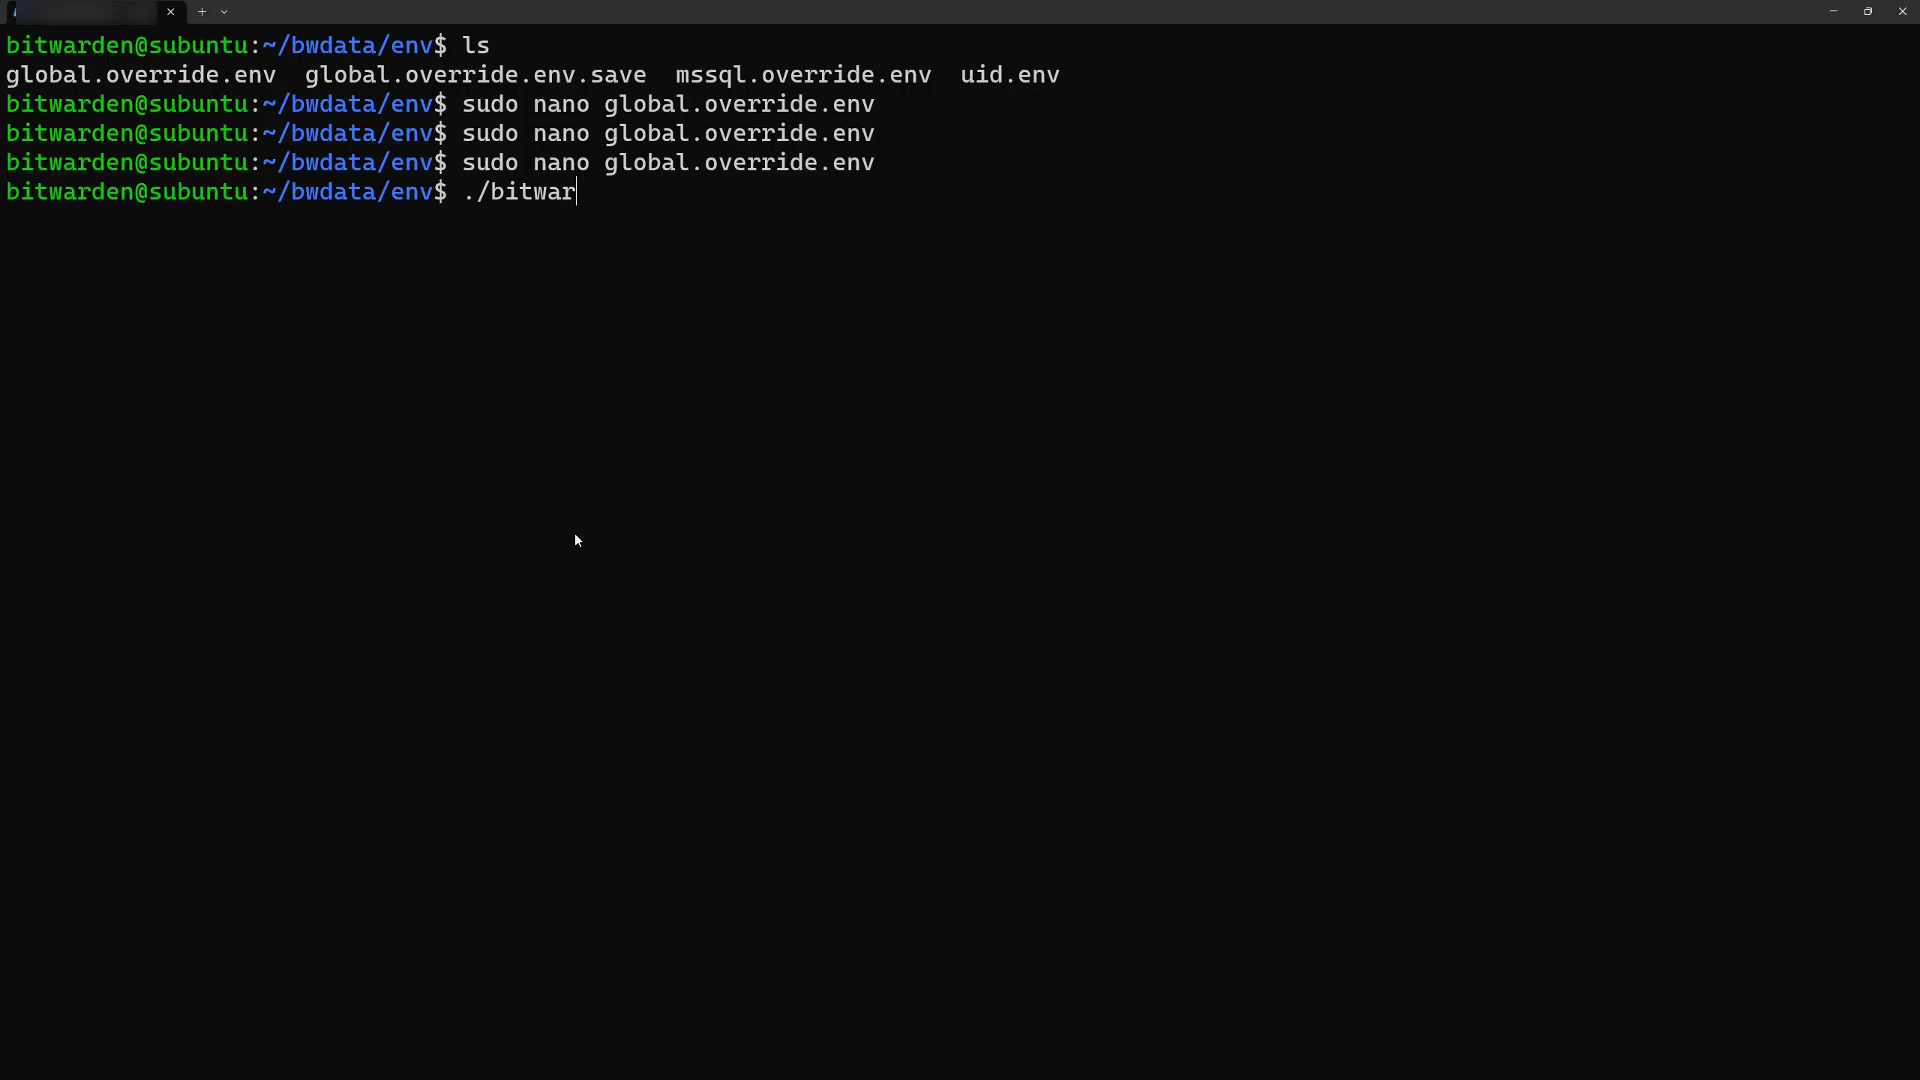 bitwarden@subuntu:~/bwdata/env$ ls
global.override.env  global.override.env.save  mssql.override.env  uid.env
bitwarden@subuntu:~/bwdata/env$ sudo nano global.override.env
bitwarden@subuntu:~/bwdata/env$ sudo nano global.override.env
bitwarden@subuntu:~/bwdata/env$ sudo nano global.override.env
bitwarden@subuntu:~/bwdata/env$ ./bitwar